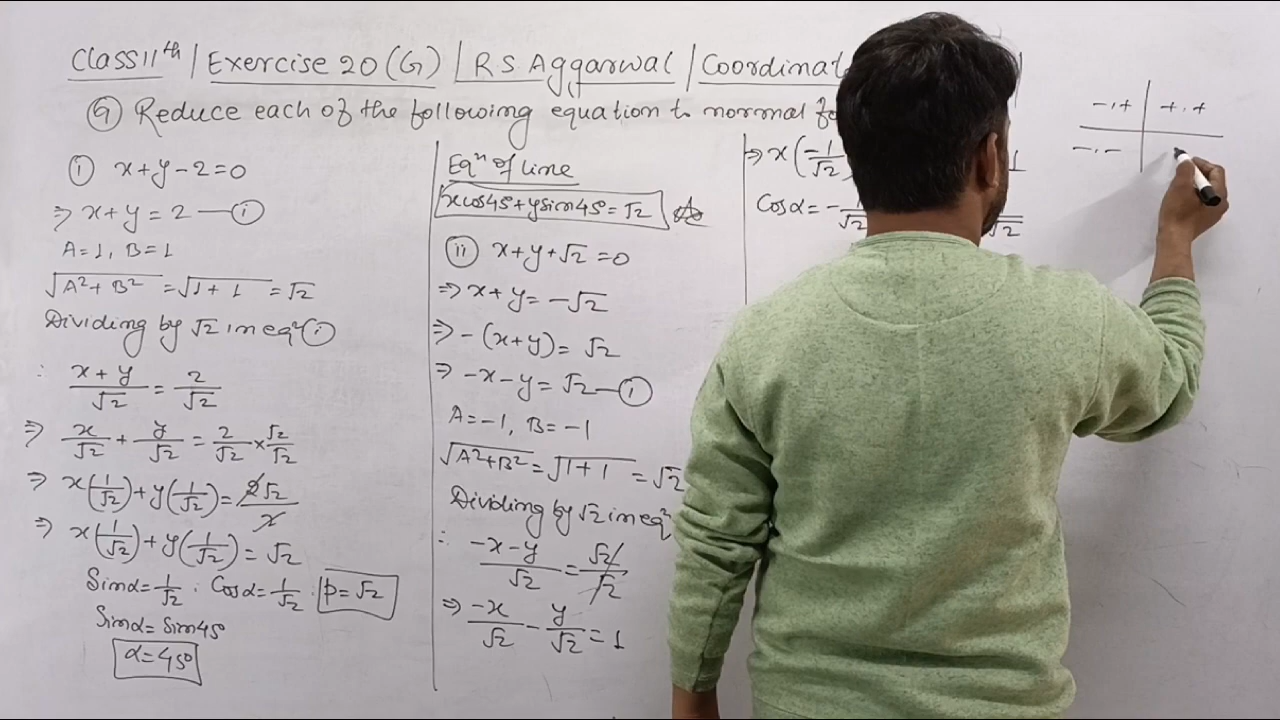 Class 11th | Exercise 20(G) | RS Aggarwal | Coordinat
Q Reduce each of the following equation to normal fo
(i) x+y-2=0
⇒ x+y=2 —(i)
A=1, B=1
√A²+B² = √1+1 = √2
Dividing by √2 in eqⁿ(i)
∴ x+y/√2 = 2/√2
⇒ x/√2 + y/√2 = 2/√2 × √2/√2
⇒ x(1/√2)+y(1/√2) = 2√2/2
⇒ x(1/√2)+y(1/√2) = √2
Sinα=1/√2 : Cosα=1/√2 : p=√2
Sinα=Sin45
α=45°
Eqⁿ of line
xcos45+ysin45=√2
(ii) x+y+√2=0
⇒ x+y=-√2
⇒ -(x+y)=√2
⇒ -x-y=√2 —(i)
A=-1, B=-1
√A²+B² = √1+1 = √2
Dividing by √2 in eqⁿ
∴ -x-y/√2 = √2/√2
⇒ -x/√2 - y/√2 = 1
⇒ x(-1/√2) 1
Cosα=-1/√2 √2
-,+ +,+
-,-